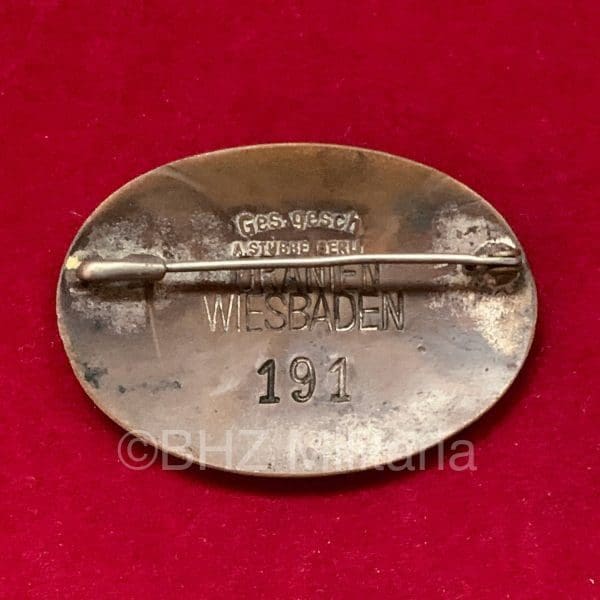 Ges. gesch
A. STÜBBE BERLIN
ORANIEN
WIESBADEN
191
©BHZ Militaria